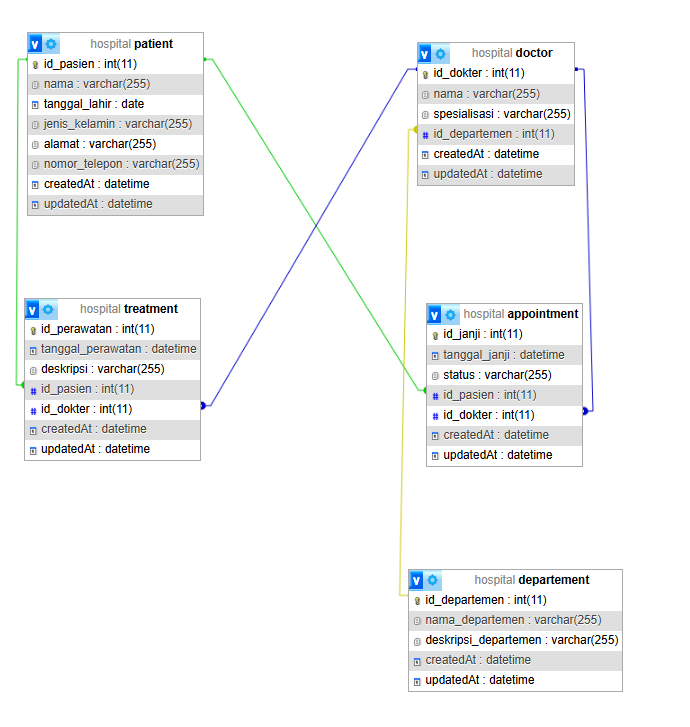 v hospital patient
id_pasien : int(11)
nama : varchar(255)
tanggal_lahir : date
jenis_kelamin : varchar(255)
alamat : varchar(255)
nomor_telepon : varchar(255)
createdAt : datetime
updatedAt : datetime
v hospital doctor
id_dokter : int(11)
nama : varchar(255)
spesialisasi : varchar(255)
# id_departemen : int(11)
createdAt : datetime
updatedAt : datetime
v hospital treatment
id_perawatan : int(11)
tanggal_perawatan : datetime
deskripsi : varchar(255)
# id_pasien : int(11)
# id_dokter : int(11)
createdAt : datetime
updatedAt : datetime
v hospital appointment
id_janji : int(11)
tanggal_janji : datetime
status : varchar(255)
# id_pasien : int(11)
# id_dokter : int(11)
createdAt : datetime
updatedAt : datetime
v hospital departement
id_departemen : int(11)
nama_departemen : varchar(255)
deskripsi_departemen : varchar(255)
createdAt : datetime
updatedAt : datetime